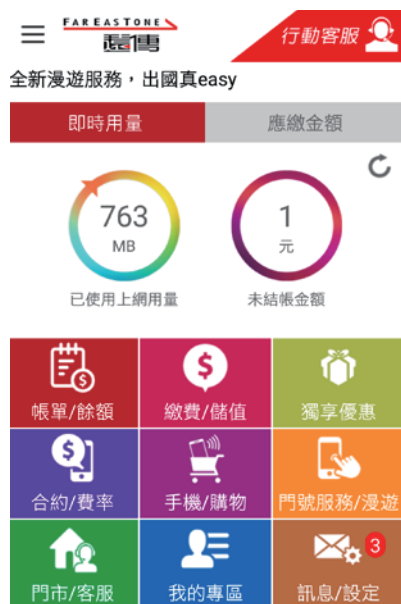 FAREASTONE
遠傳
行動客服
全新漫遊服務，出國真easy
即時用量
應繳金額
763
MB
已使用上網用量
1
元
未結帳金額
帳單/餘額
繳費/儲值
獨享優惠
合約/費率
手機/購物
門號服務/漫遊
門市/客服
我的專區
3
訊息/設定